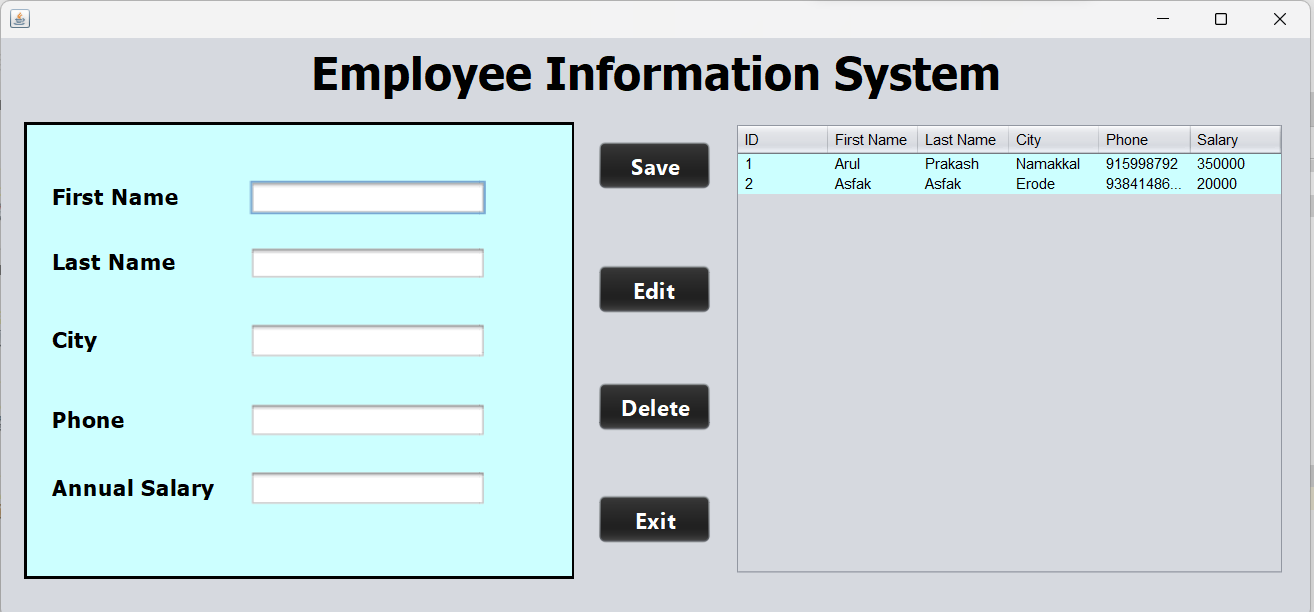 Employee Information System
First Name
Last Name
City
Phone
Annual Salary
Save
Edit
Delete
Exit
ID First Name Last Name City Phone Salary
1 Arul Prakash Namakkal 915998792 350000
2 Asfak Asfak Erode 93841486... 20000